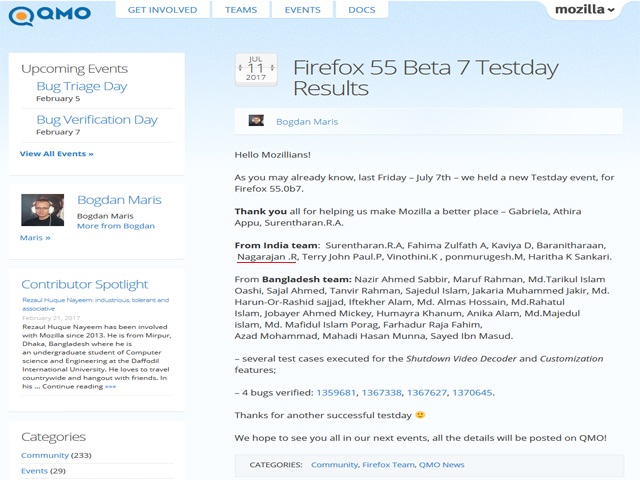 QMO
GET INVOLVED
TEAMS
EVENTS
DOCS
mozilla
Upcoming Events
Bug Triage Day
February 5
Bug Verification Day
February 7
View All Events »
Bogdan Maris
Bogdan Maris
More from Bogdan
Maris »
Contributor Spotlight
Rezaul Huque Nayeem: industrious, tolerant and
associative
February 21, 2017
Rezaul Huque Nayeem has been involved
with Mozilla since 2013. He is from Mirpur,
Dhaka, Bangladesh where he is
an undergraduate student of Computer
science and Engineering at the Daffodil
International University. He loves to travel
countrywide and hangout with friends. In
his ... Continue reading »»»
Categories
Community (233)
Events (29)
JUL
11
2017
Firefox 55 Beta 7 Testday
Results
Bogdan Maris
Hello Mozillians!
As you may already know, last Friday – July 7th – we held a new Testday event, for
Firefox 55.0b7.
Thank you all for helping us make Mozilla a better place – Gabriela, Athira
Appu, Surentharan.R.A.
From India team: Surentharan.R.A, Fahima Zulfath A, Kaviya D, Baranitharaan,
Nagarajan .R, Terry John Paul.P, Vinothini.K , ponmurugesh.M, Haritha K Sankari.
From Bangladesh team: Nazir Ahmed Sabbir, Maruf Rahman, Md.Tarikul Islam
Oashi, Sajal Ahmed, Tanvir Rahman, Sajedul Islam, Jakaria Muhammed Jakir, Md.
Harun-Or-Rashid sajjad, Iftekher Alam, Md. Almas Hossain, Md.Rahatul
Islam, Jobayer Ahmed Mickey, Humayra Khanum, Anika Alam, Md.Majedul
islam, Md. Mafidul Islam Porag, Farhadur Raja Fahim,
Azad Mohammad, Mahadi Hasan Munna, Sayed Ibn Masud.
– several test cases executed for the Shutdown Video Decoder and Customization
features;
– 4 bugs verified: 1359681, 1367338, 1367627, 1370645.
Thanks for another successful testday 🙂
We hope to see you all in our next events, all the details will be posted on QMO!
CATEGORIES: Community, Firefox Team, QMO News